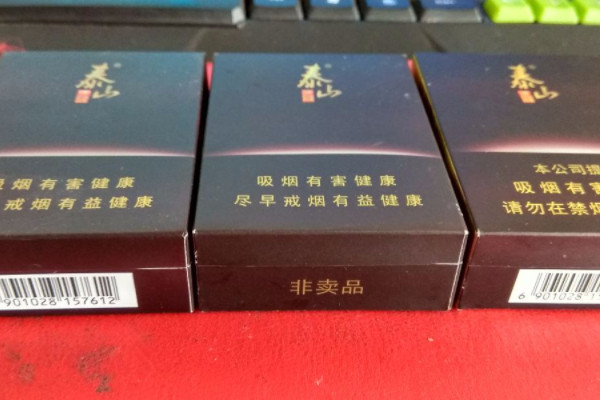 泰山
吸烟有害健康
戒烟有益健康
901028 157612
泰山
吸烟有害健康
尽早戒烟有益健康
非卖品
泰山
本公司提
吸烟有害
请勿在禁烟
6 901028 15